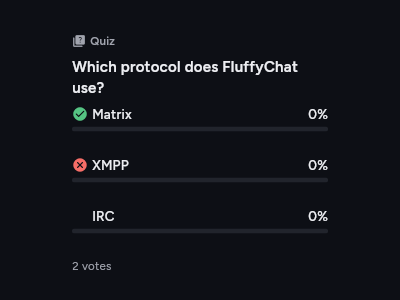 Quiz
Which protocol does FluffyChat
use?
Matrix 0%
XMPP 0%
IRC 0%
2 votes